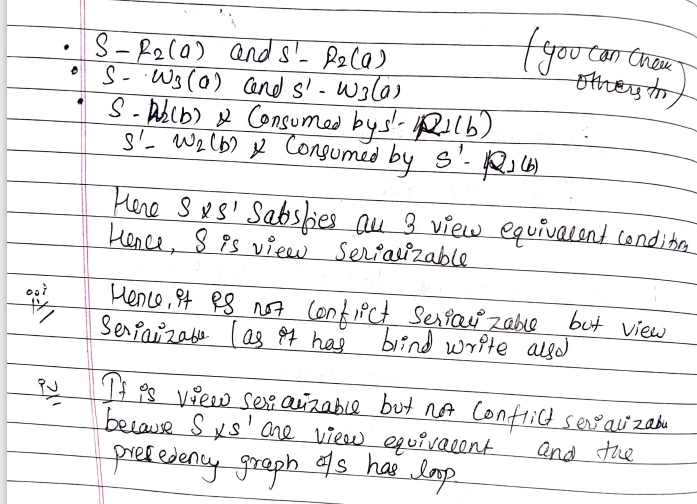 • S – R2(a) and S' – R2(a) (you can check
• S – W3(a) and S' – W3(a) others to)
• S – W2(b) & Consumed by S' – R1(b)
S' – W2(b) & Consumed by S' – R1(b)
Here S & S' Satisfies all 3 view equivalent condition
Hence, S is view Serializable
iii Hence, it is not Conflict Serializable but view
Serializable (as it has blind write also)
iv It is view serializable but not Conflict serializable
because S & S' are view equivalent and the
precedency graph of S has loop